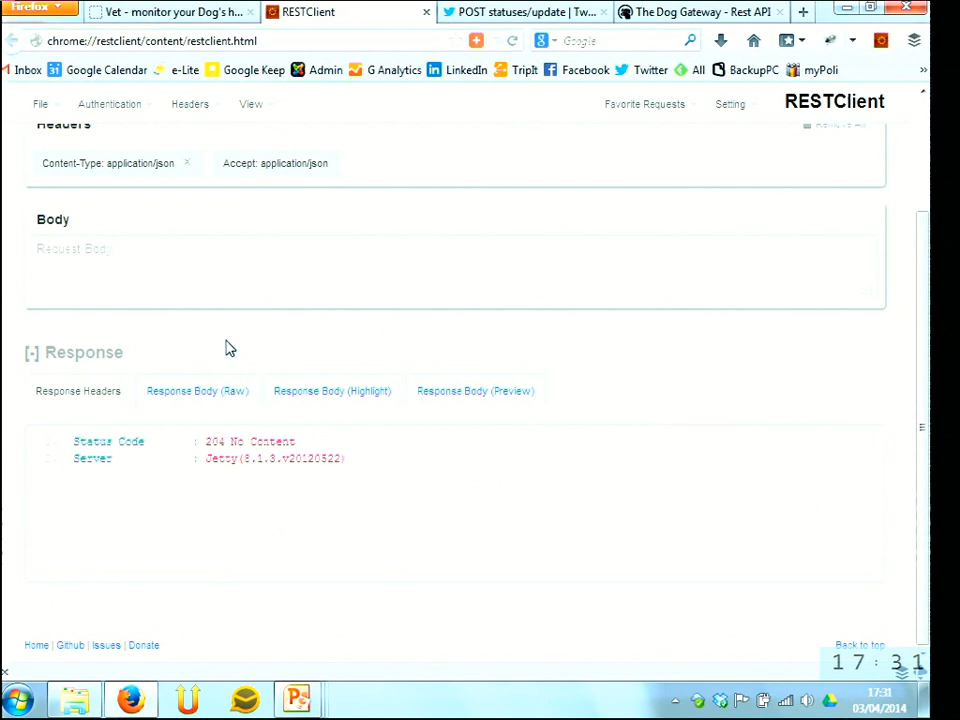 Firefox
Vet - monitor your Dog's h...
RESTClient
POST statuses/update | Tw...
The Dog Gateway - Rest API
chrome://restclient/content/restclient.html
Google
Inbox
Google Calendar
e-Lite
Google Keep
Admin
G Analytics
LinkedIn
TripIt
Facebook
Twitter
All
BackupPC
myPoli
File
Authentication
Headers
View
Favorite Requests
Setting
RESTClient
Headers
Remove All
Content-Type: application/json
Accept: application/json
Body
Request Body
[-] Response
Response Headers
Response Body (Raw)
Response Body (Highlight)
Response Body (Preview)
Status Code : 204 No Content
Server : Jetty(8.1.3.v20120522)
Home | Github | Issues | Donate
Back to top
17:31
17:31
03/04/2014